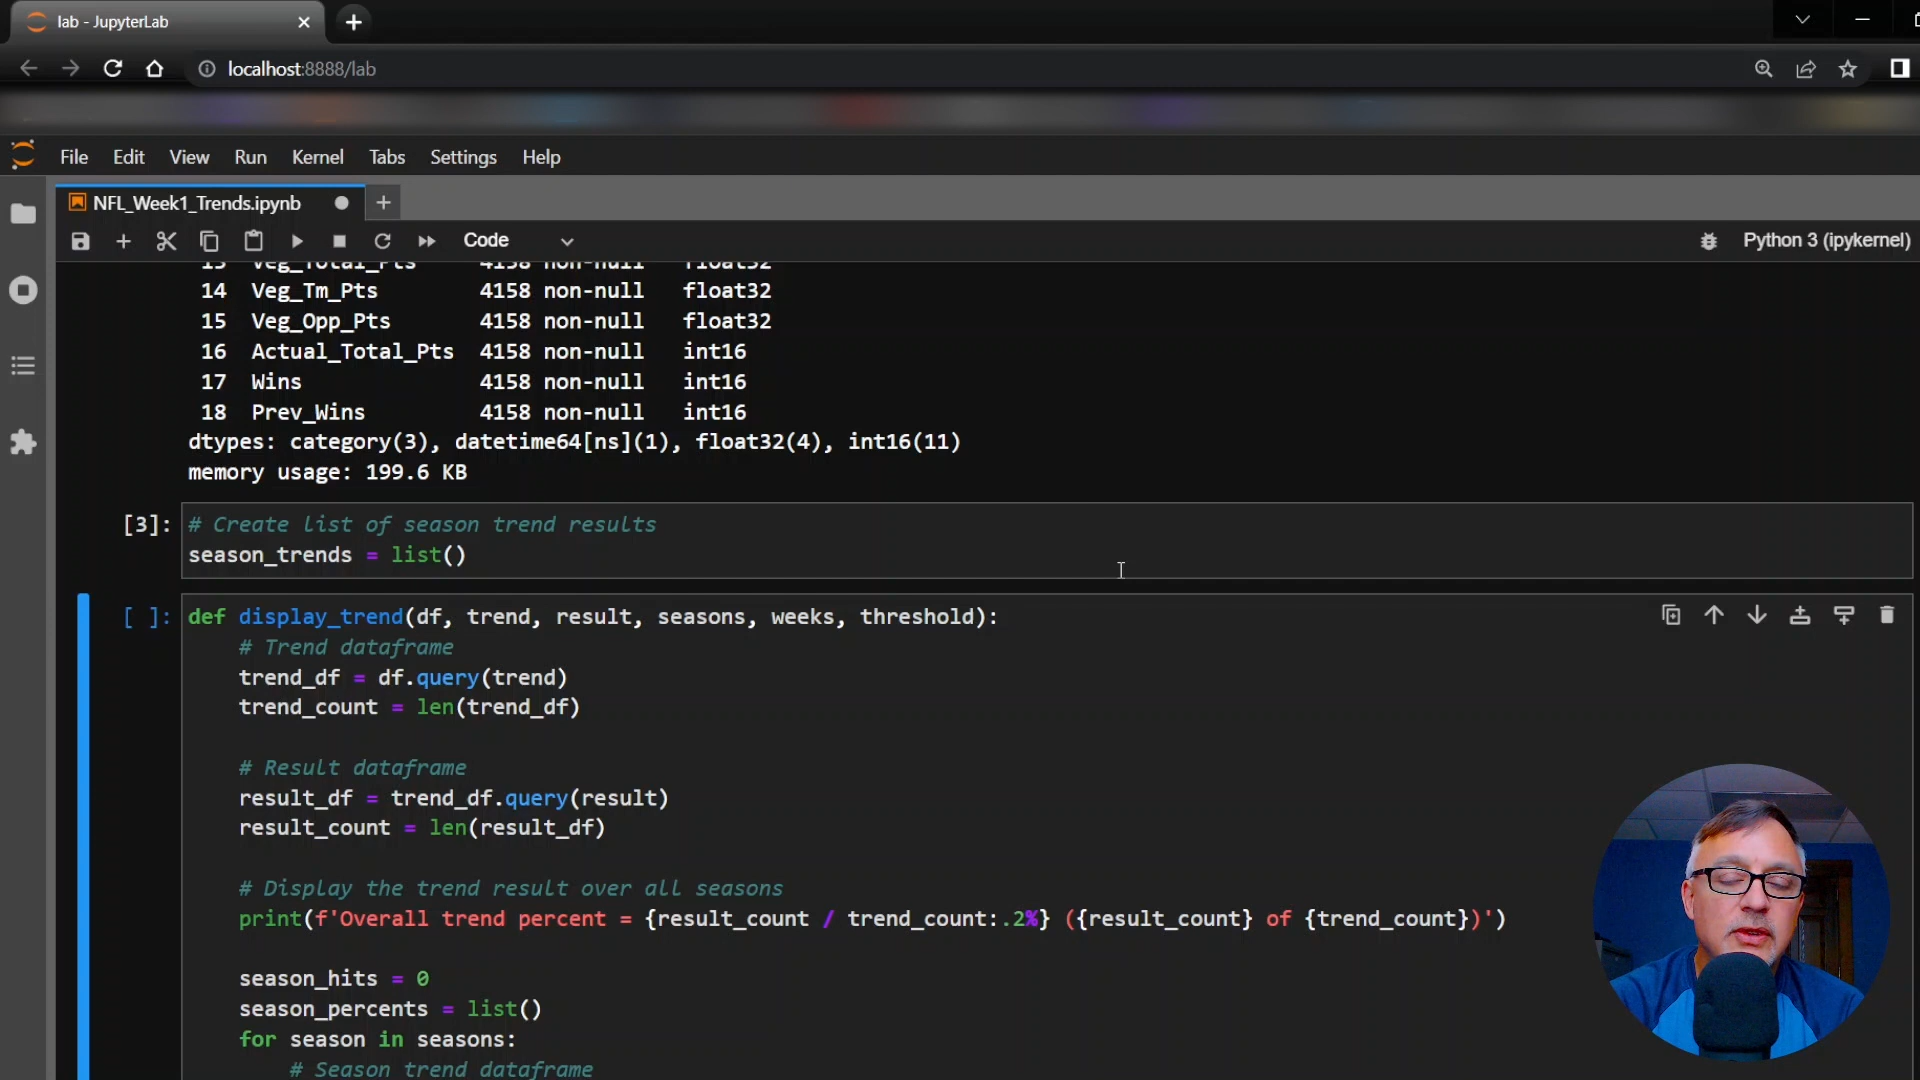 lab - JupyterLab
localhost:8888/lab
File Edit View Run Kernel Tabs Settings Help
NFL_Week1_Trends.ipynb
Code
Python 3 (ipykernel)
13 Veg_Total_Pts 4158 non-null float32
14 Veg_Tm_Pts 4158 non-null float32
15 Veg_Opp_Pts 4158 non-null float32
16 Actual_Total_Pts 4158 non-null int16
17 Wins 4158 non-null int16
18 Prev_Wins 4158 non-null int16
dtypes: category(3), datetime64[ns](1), float32(4), int16(11)
memory usage: 199.6 KB
[3]: # Create list of season trend results
season_trends = list()
[ ]: def display_trend(df, trend, result, seasons, weeks, threshold):
# Trend dataframe
trend_df = df.query(trend)
trend_count = len(trend_df)
# Result dataframe
result_df = trend_df.query(result)
result_count = len(result_df)
# Display the trend result over all seasons
print(f'Overall trend percent = {result_count / trend_count:.2%} ({result_count} of {trend_count})')
season_hits = 0
season_percents = list()
for season in seasons:
# Season trend dataframe